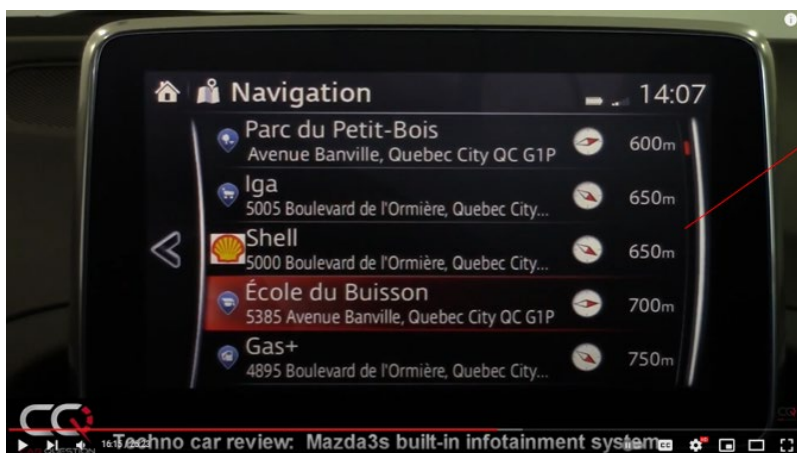 Navigation
14:07
Parc du Petit-Bois
600m
Avenue Banville, Quebec City QC G1P
Iga
650m
5005 Boulevard de l'Ormière, Quebec City...
Shell
650m
5000 Boulevard de l'Ormière, Quebec City...
École du Buisson
700m
5385 Avenue Banville, Quebec City QC G1P
Gas+
750m
4895 Boulevard de l'Ormière, Quebec City...
CQ
Techno car review: Mazda3s built-in infotainment system